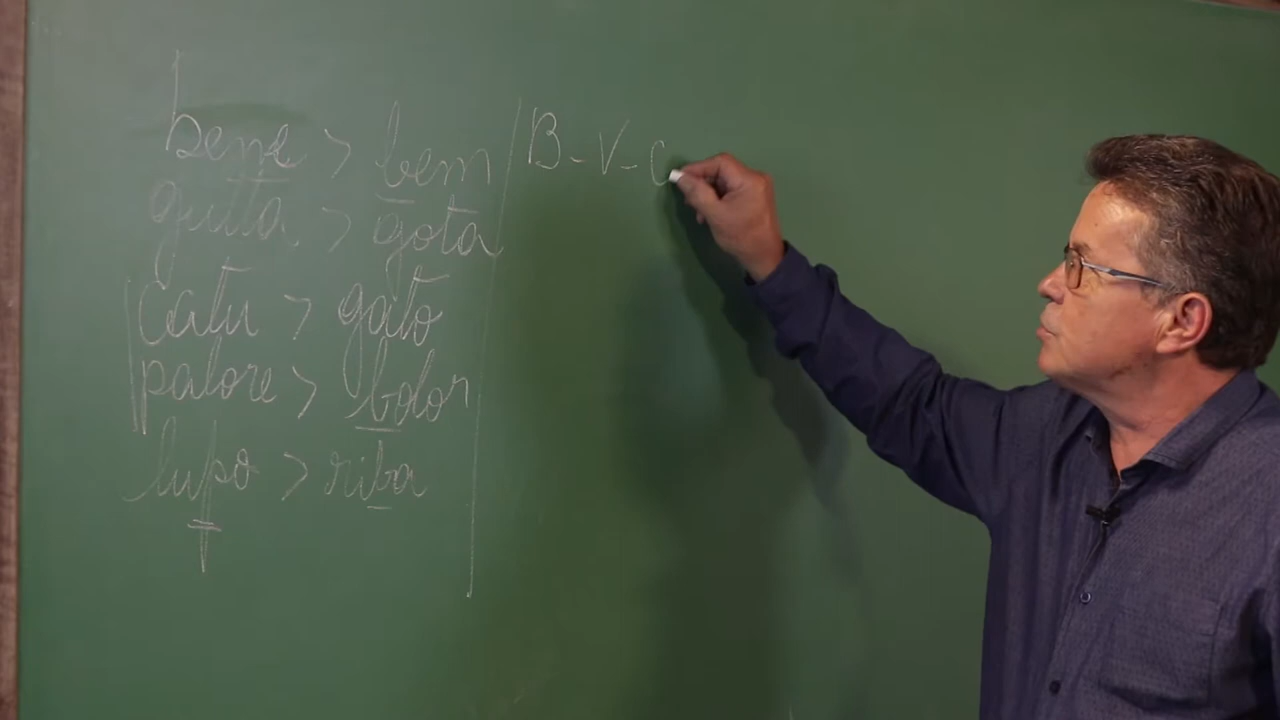 bene > bem
gutta > gota
catu > gato
palore > bolor
lupo > riba
B-V-C